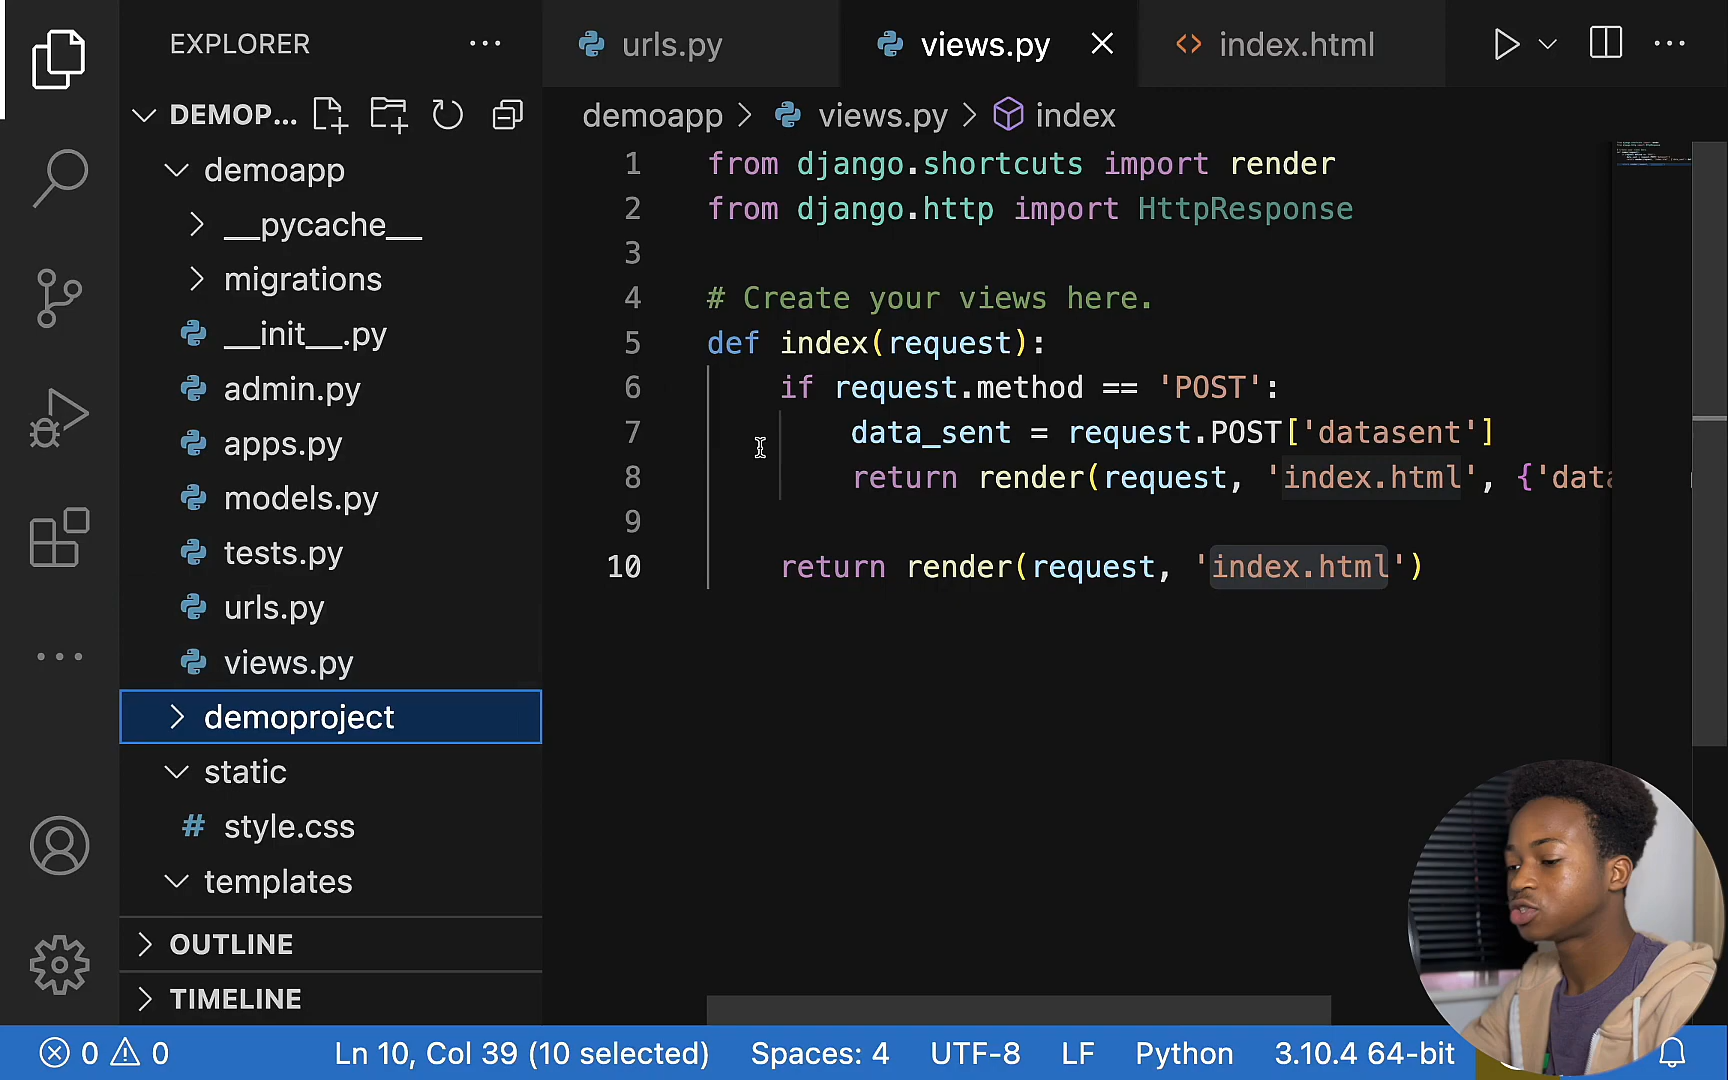 EXPLORER
DEMOP...
demoapp
__pycache__
migrations
__init__.py
admin.py
apps.py
models.py
tests.py
urls.py
views.py
demoproject
static
# style.css
templates
OUTLINE
TIMELINE
urls.py
views.py
<> index.html
demoapp > views.py > index
1 from django.shortcuts import render
2 from django.http import HttpResponse
3
4 # Create your views here.
5 def index(request):
6 if request.method == 'POST':
7 data_sent = request.POST['datasent']
8 return render(request, 'index.html', {'data
9
10 return render(request, 'index.html')
0 0 Ln 10, Col 39 (10 selected) Spaces: 4 UTF-8 LF Python 3.10.4 64-bit